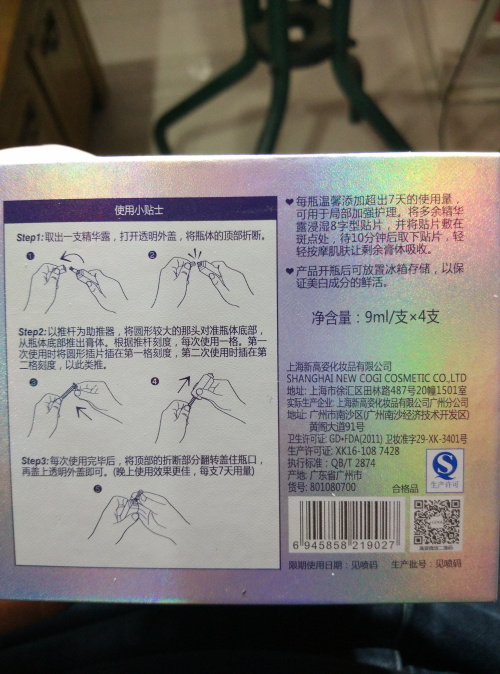 使用小贴士
Step1: 取出一支精华露，打开透明外盖，将瓶体的顶部折断。
1
2
Step2: 以推杆为助推器，将圆形较大的那头对准瓶体底部，
从瓶体底部推出膏体。根据推杆刻度，每次使用一格。第一
次使用时将圆形插片插在第一格刻度，第二次使用时插在第
二格刻度，以此类推。
3
4
Step3: 每次使用完毕后，将顶部的折断部分翻转盖住瓶口，
再盖上透明外盖即可。(晚上使用效果更佳，每支7天用量)
5
每瓶温馨添加超出7天的使用量，
可用于局部加强护理。将多余精华
露浸湿8字型贴片，并将贴片敷在
斑点处，待10分钟后取下贴片，轻
轻按摩肌肤让剩余膏体吸收。
产品开瓶后可放置冰箱存储，以保
证美白成分的鲜活。
净含量：9ml/支×4支
上海新高姿化妆品有限公司
SHANGHAI NEW COGI COSMETIC CO.,LTD
地址: 上海市徐汇区田林路487号20幢1501室
实际生产企业: 上海新高姿化妆品有限公司广州分公司
地址: 广州市南沙区(广州南沙经济技术开发区)
黄阁大道91号
卫生许可证: GD•FDA(2011) 卫妆准字29-XK-3401号
生产许可证: XK16-108 7428
执行标准: QB/T 2874
产地: 广东省广州市
货号: 801080700
合格品
生产许可
6 945858 219027
限期使用日期：见喷码 生产批号：见喷码